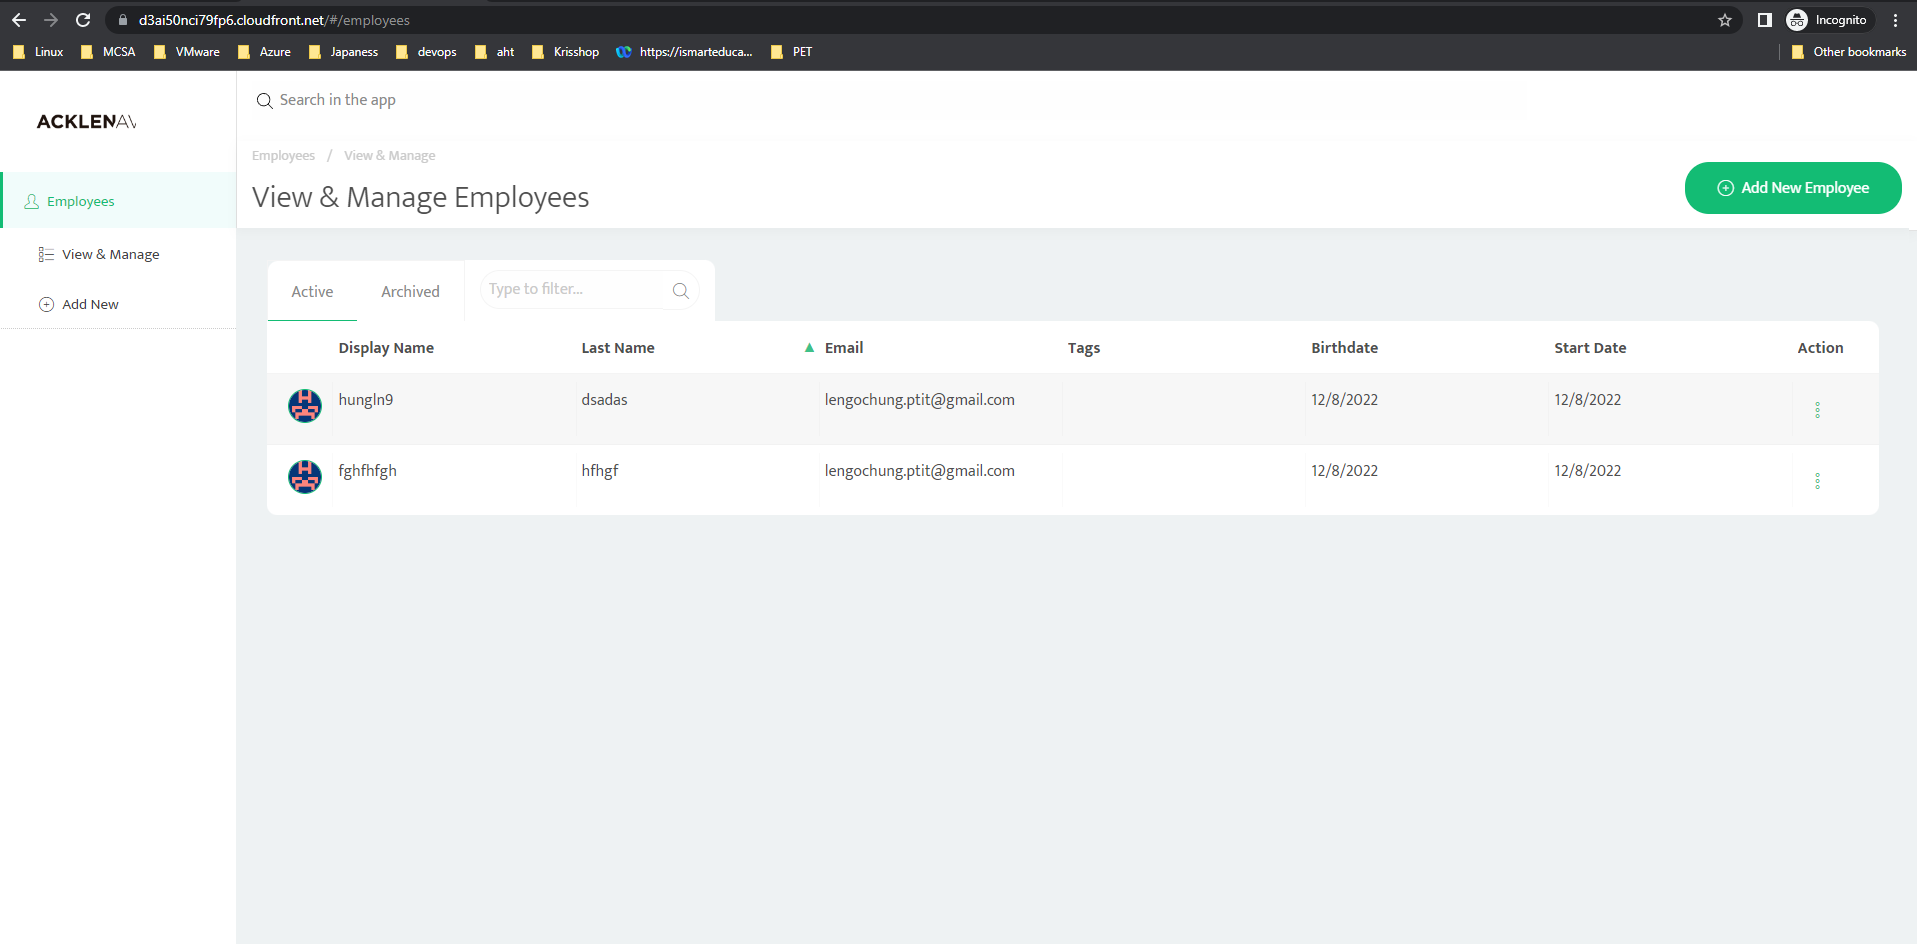 d3ai50nci79fp6.cloudfront.net/#/employees
Incognito
Linux MCSA VMware Azure Japaness devops aht Krisshop https://ismarteduca... PET Other bookmarks
Search in the app
ACKLENAV
Employees / View & Manage
View & Manage Employees
Add New Employee
Employees
View & Manage
Add New
Active Archived Type to filter...
Display Name Last Name ▲ Email Tags Birthdate Start Date Action
hungln9 dsadas lengochung.ptit@gmail.com 12/8/2022 12/8/2022
fghfhfgh hfhgf lengochung.ptit@gmail.com 12/8/2022 12/8/2022